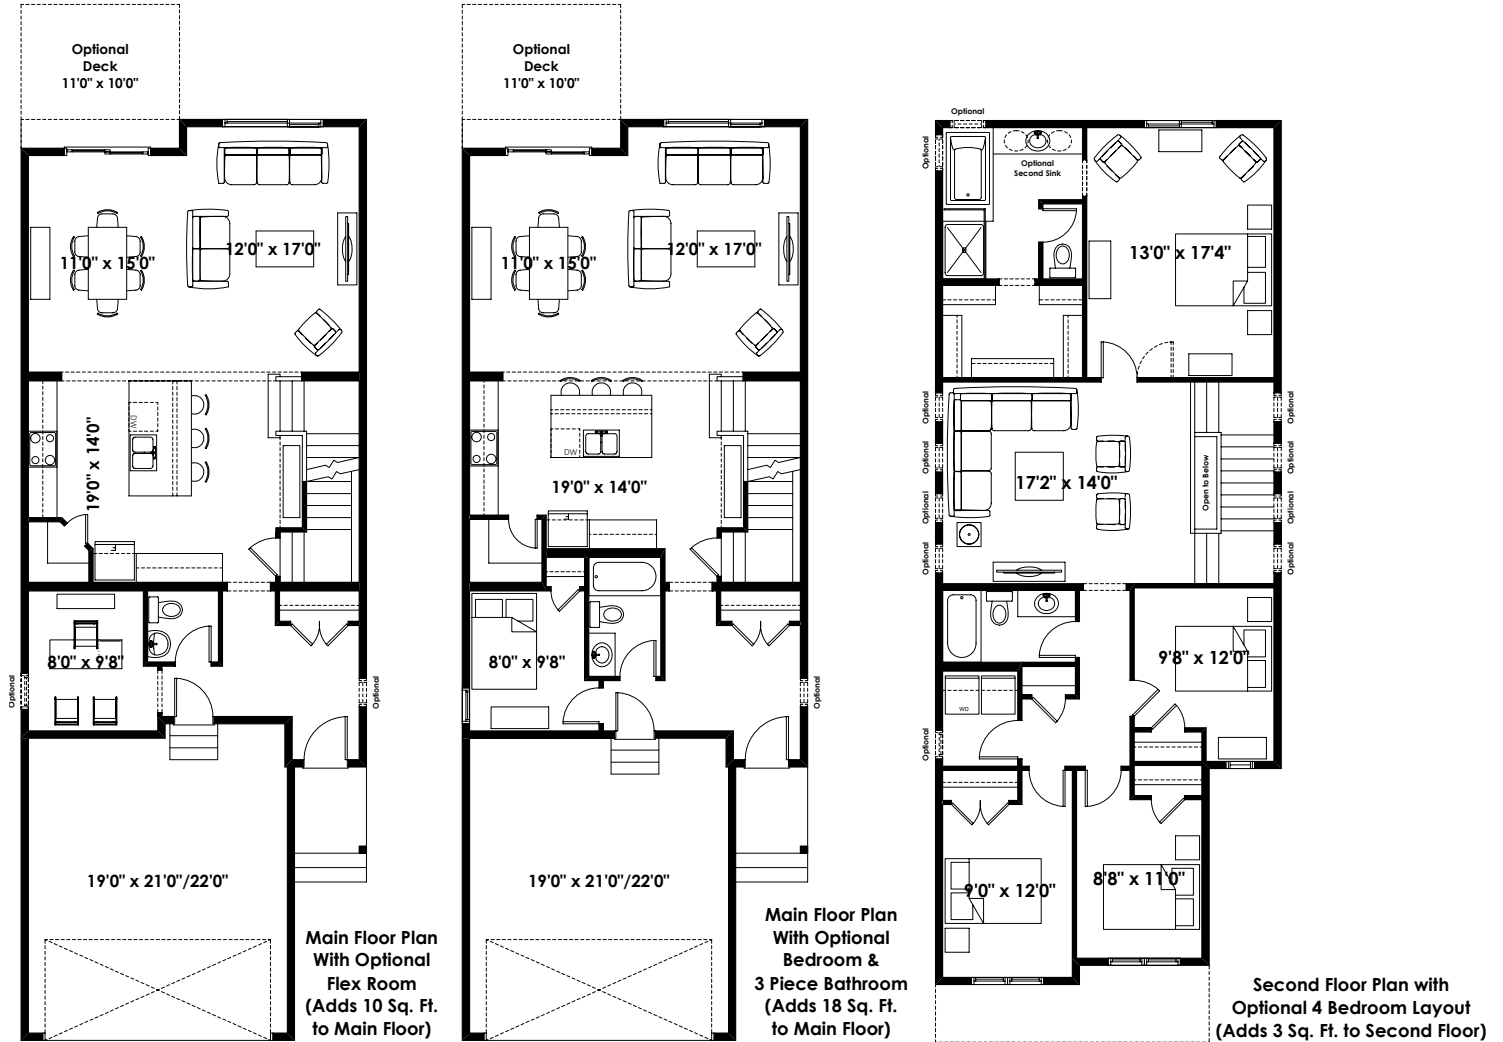 Optional
Deck
11'0" x 10'0"
11'0" x 15'0"
12'0" x 17'0"
DW
19'0" x 14'0"
F
8'0" x 9'8"
Optional
Optional
19'0" x 21'0"/22'0"
Main Floor Plan
With Optional
Flex Room
(Adds 10 Sq. Ft.
to Main Floor)
Optional
Deck
11'0" x 10'0"
11'0" x 15'0"
12'0" x 17'0"
DW
19'0" x 14'0"
F
8'0" x 9'8"
Optional
19'0" x 21'0"/22'0"
Main Floor Plan
With Optional
Bedroom &
3 Piece Bathroom
(Adds 18 Sq. Ft.
to Main Floor)
Optional
Optional
Optional
Second Sink
13'0" x 17'4"
Optional
Optional
Optional
Optional
17'2" x 14'0"
Open to Below
Optional
Optional
Optional
Optional
9'8" x 12'0"
WD
Optional
9'0" x 12'0"
8'8" x 11'0"
Second Floor Plan with
Optional 4 Bedroom Layout
(Adds 3 Sq. Ft. to Second Floor)